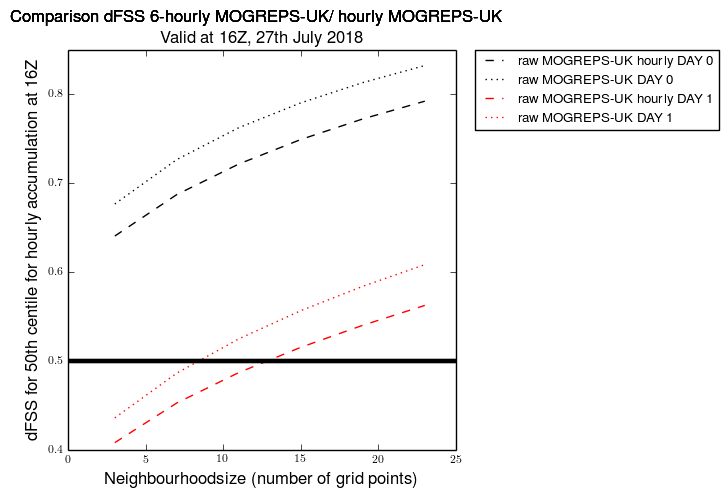 Comparison dFSS 6-hourly MOGREPS-UK/ hourly MOGREPS-UK
Valid at 16Z, 27th July 2018
raw MOGREPS-UK hourly DAY 0
raw MOGREPS-UK DAY 0
raw MOGREPS-UK hourly DAY 1
raw MOGREPS-UK DAY 1
dFSS for 50th centile for hourly accumulation at 16Z
0.8
0.7
0.6
0.5
0.4
0 5 10 15 20 25
Neighbourhoodsize (number of grid points)